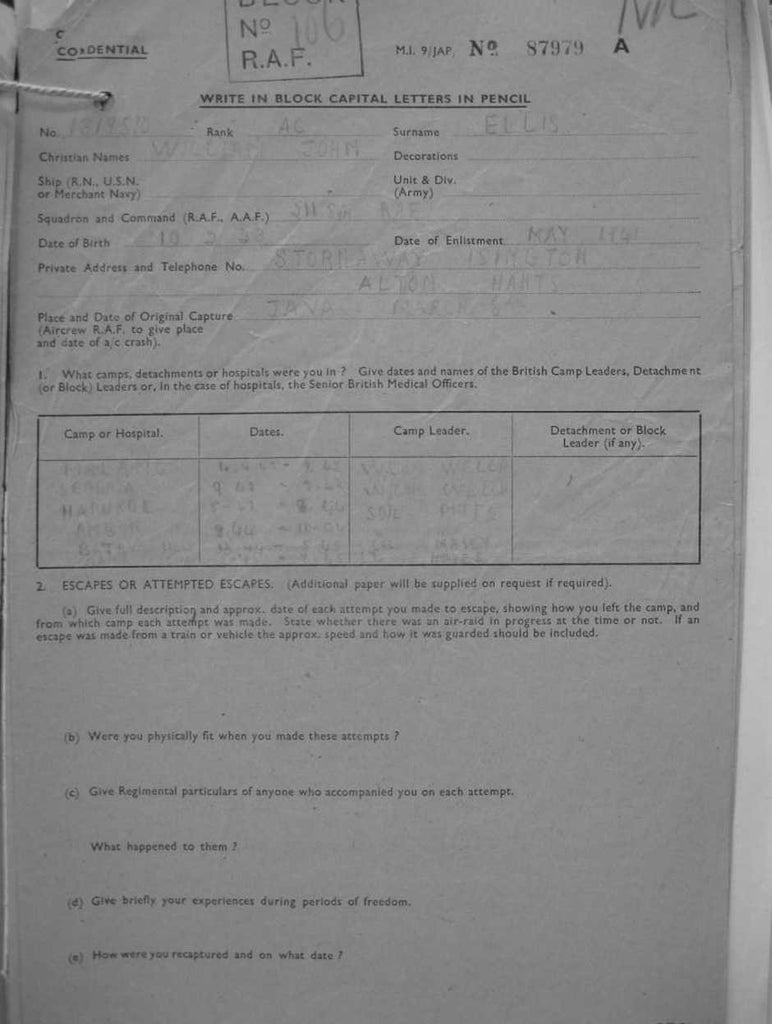 BLOCK
Nº 106
R.A.F.
CONDENTIAL
M.I. 9/JAP. Nº 87979 A
WRITE IN BLOCK CAPITAL LETTERS IN PENCIL
No. Rank AC Surname ELLIS
Christian Names WILLIAM JOHN Decorations
Ship (R.N., U.S.N. or Merchant Navy) Unit & Div. (Army)
Squadron and Command (R.A.F., A.A.F.)
Date of Birth Date of Enlistment MAY 1941
Private Address and Telephone No. STORNAWAY ISINGTON
ALTON HANTS
Place and Date of Original Capture JAVA MARCH 8TH
(Aircrew R.A.F. to give place
and date of a/c crash).
1. What camps, detachments or hospitals were you in ? Give dates and names of the British Camp Leaders, Detachment
(or Block) Leaders or, in the case of hospitals, the Senior British Medical Officers.
Camp or Hospital. Dates. Camp Leader. Detachment or Block
Leader (if any).
HARUKOE PITTS
AMBON
2. ESCAPES OR ATTEMPTED ESCAPES. (Additional paper will be supplied on request if required).
(a) Give full description and approx. date of each attempt you made to escape, showing how you left the camp, and
from which camp each attempt was made. State whether there was an air-raid in progress at the time or not. If an
escape was made from a train or vehicle the approx. speed and how it was guarded should be included.
(b) Were you physically fit when you made these attempts ?
(c) Give Regimental particulars of anyone who accompanied you on each attempt.
What happened to them ?
(d) Give briefly your experiences during periods of freedom.
(e) How were you recaptured and on what date ?